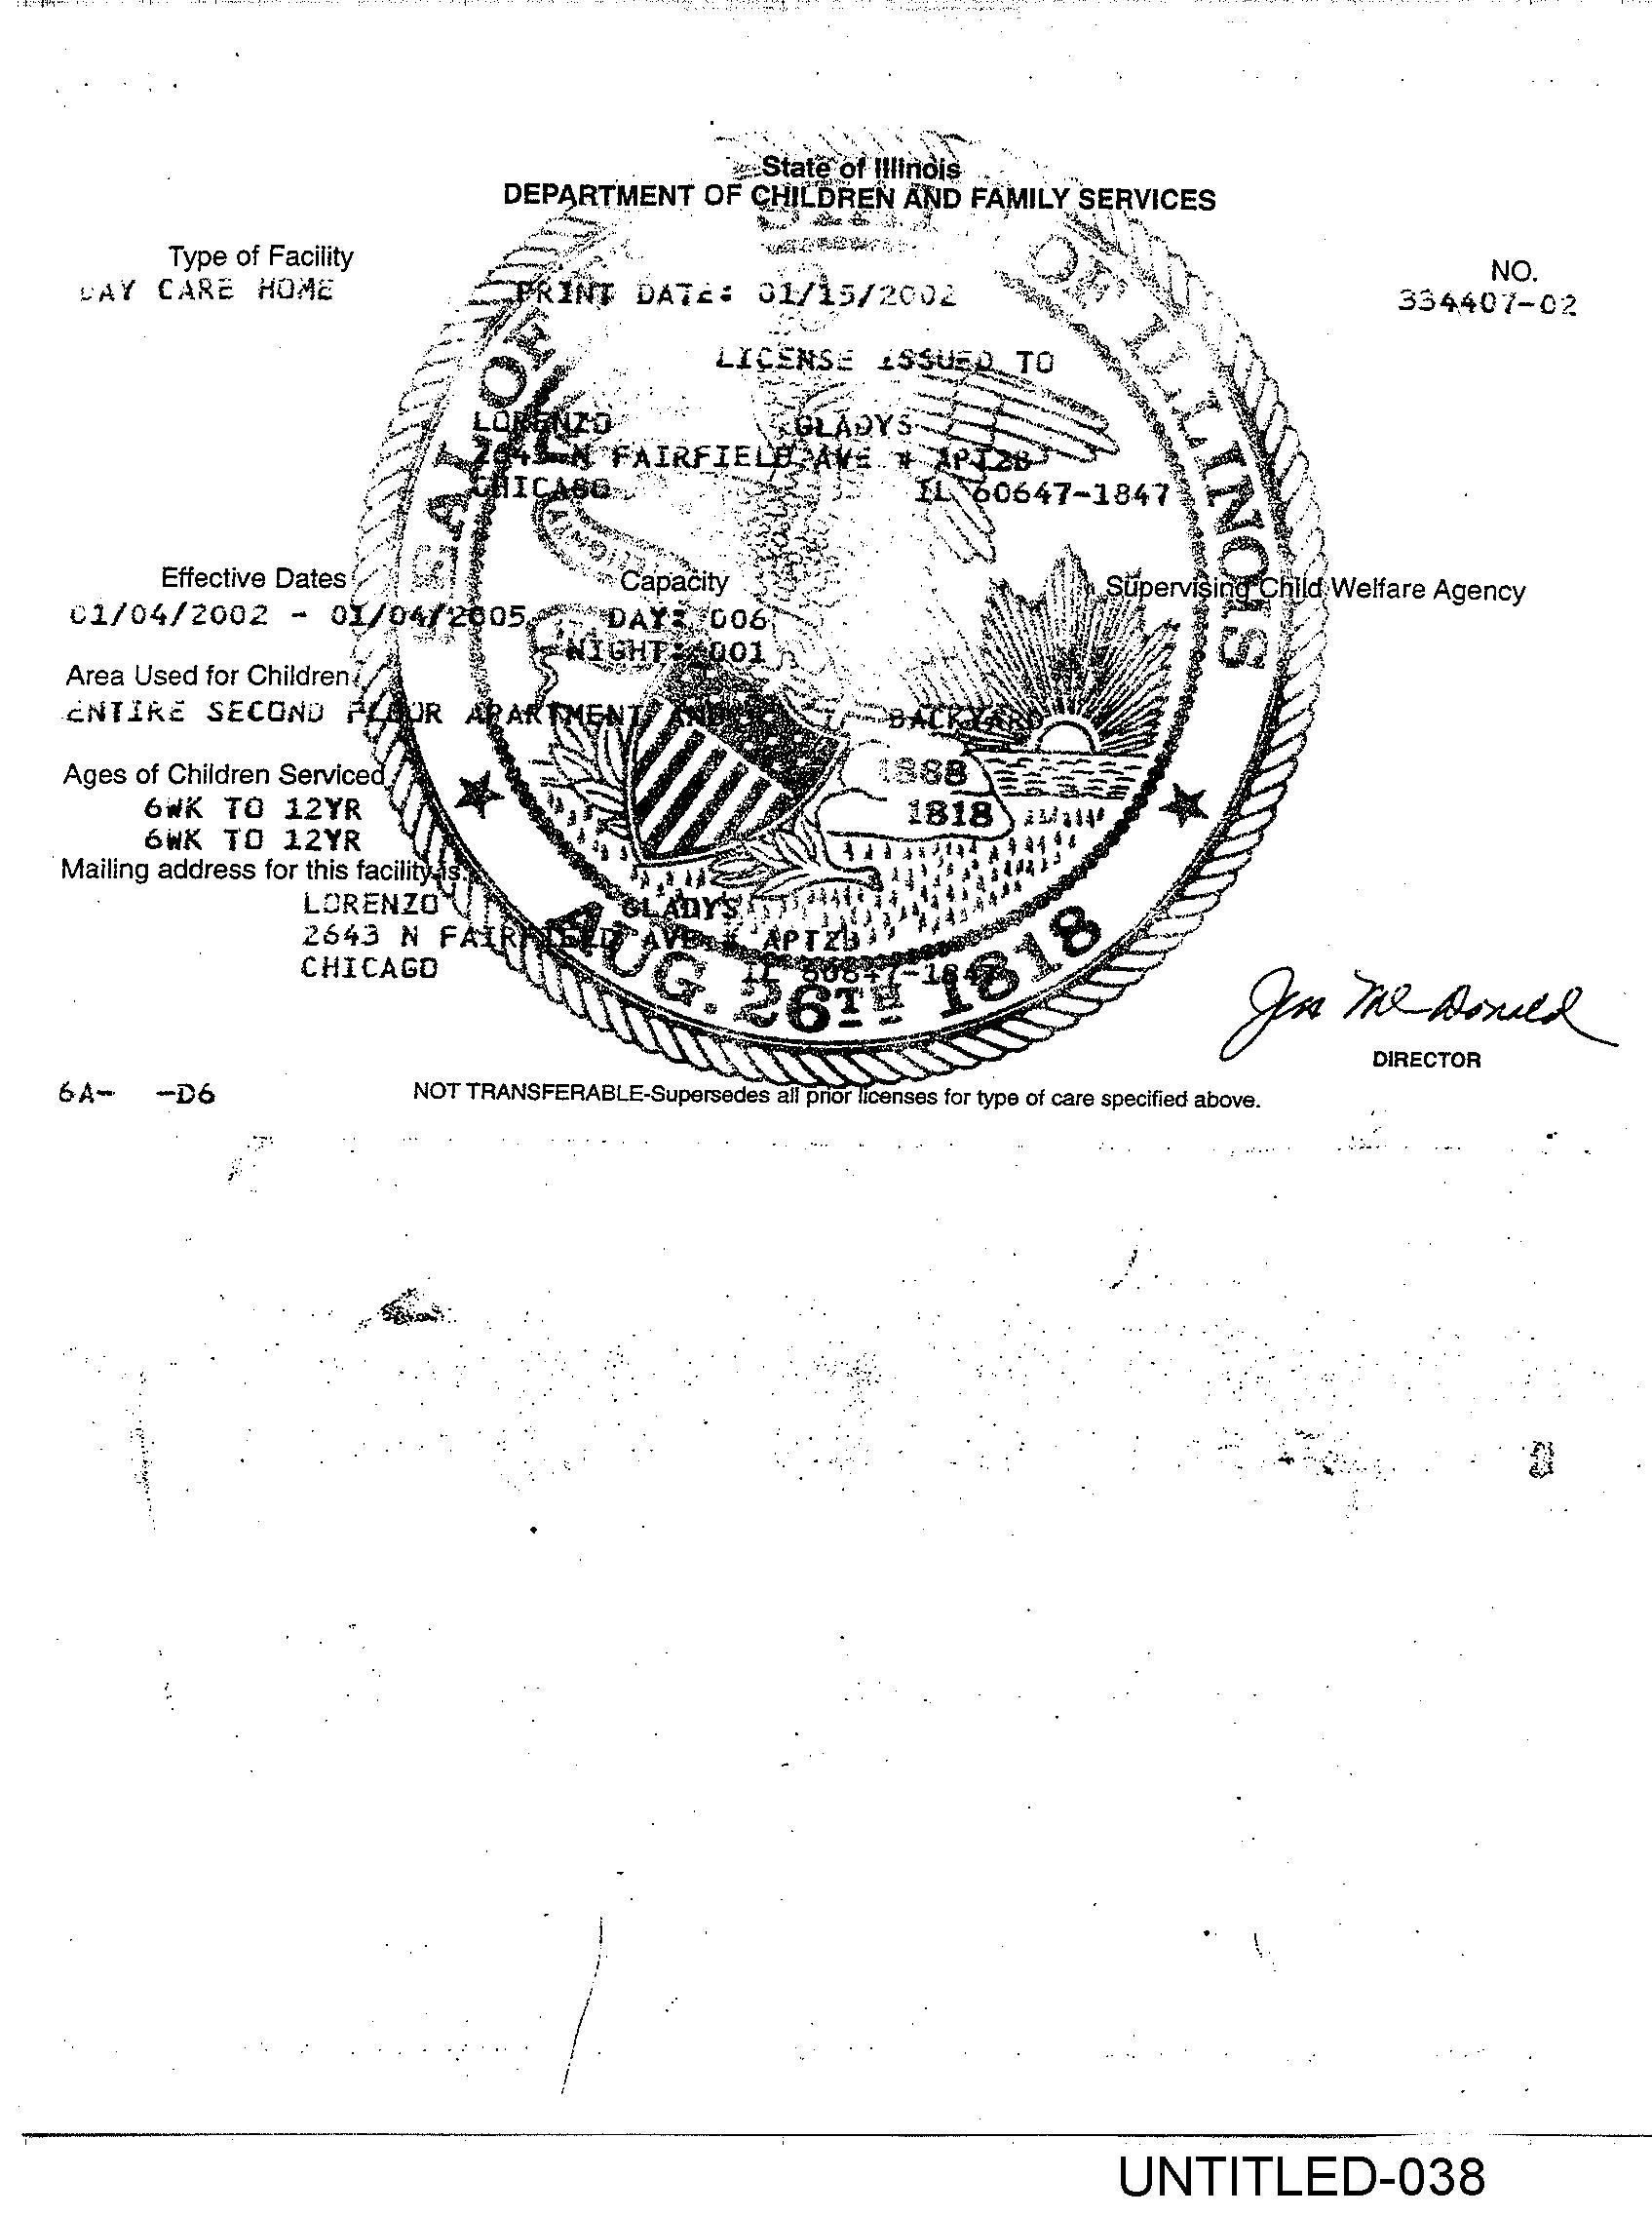 State of Illinois
DEPARTMENT OF CHILDREN AND FAMILY SERVICES
Type of Facility
DAY CARE HOME
PRINT DATE: 01/15/2002
NO.
334407-02
LICENSE ISSUED TO
LORENZO GLADYS
2643 N FAIRFIELD AVE # APT2B
CHICAGO IL 60647-1847
Effective Dates Capacity Supervising Child Welfare Agency
01/04/2002 - 01/04/2005 DAY: 006
NIGHT: 001
Area Used for Children
ENTIRE SECOND FLOOR APARTMENT AND BACKYARD
Ages of Children Serviced
6WK TO 12YR
6WK TO 12YR
Mailing address for this facility is:
LORENZO GLADYS
2643 N FAIRFIELD AVE # APT2B
CHICAGO IL 60647-1847
SEAL OF
OF ILLINOIS
1868
1818
AUG. 26TH 1818
Jess McDonald
DIRECTOR
6A- -D6
NOT TRANSFERABLE-Supersedes all prior licenses for type of care specified above.
UNTITLED-038